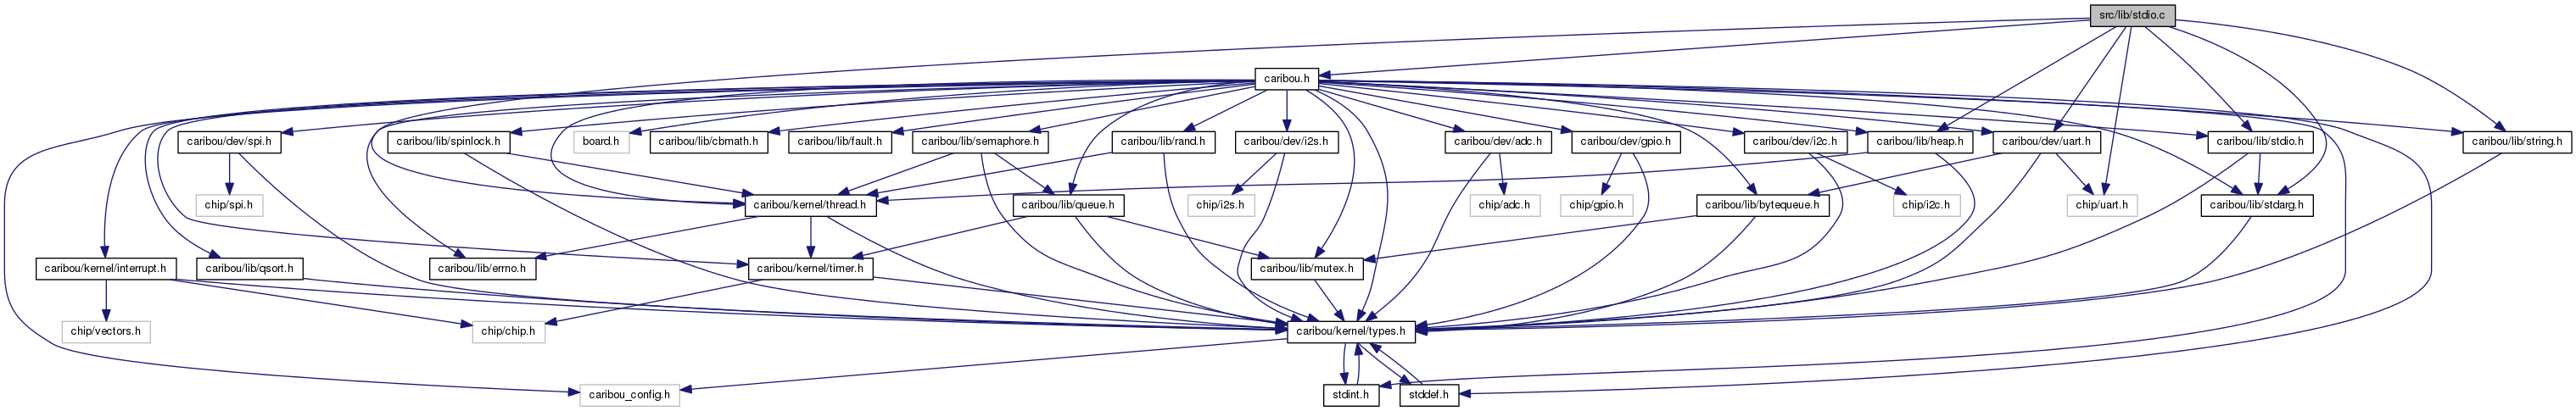 src/lib/stdio.c
caribou.h
caribou/dev/spi.h
caribou/lib/spinlock.h
board.h
caribou/lib/cbmath.h
caribou/lib/fault.h
caribou/lib/semaphore.h
caribou/lib/rand.h
caribou/dev/i2s.h
caribou/dev/adc.h
caribou/dev/gpio.h
caribou/dev/i2c.h
caribou/lib/heap.h
caribou/dev/uart.h
caribou/lib/stdio.h
caribou/lib/string.h
chip/spi.h
caribou/kernel/thread.h
caribou/lib/queue.h
chip/i2s.h
chip/adc.h
chip/gpio.h
caribou/lib/bytequeue.h
chip/i2c.h
chip/uart.h
caribou/lib/stdarg.h
caribou/kernel/interrupt.h
caribou/lib/qsort.h
caribou/lib/errno.h
caribou/kernel/timer.h
caribou/lib/mutex.h
chip/vectors.h
chip/chip.h
caribou/kernel/types.h
caribou_config.h
stdint.h
stddef.h